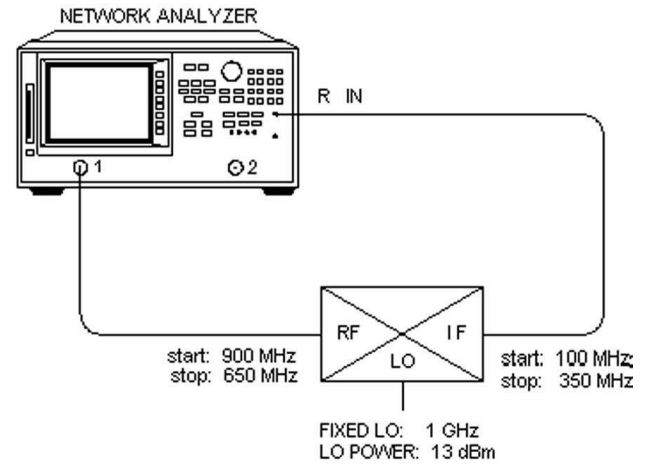 NETWORK ANALYZER
R IN
1
2
RF
IF
LO
start: 900 MHz
stop: 650 MHz
start: 100 MHz;
stop: 350 MHz
FIXED LO: 1 GHz
LO POWER: 13 dBm